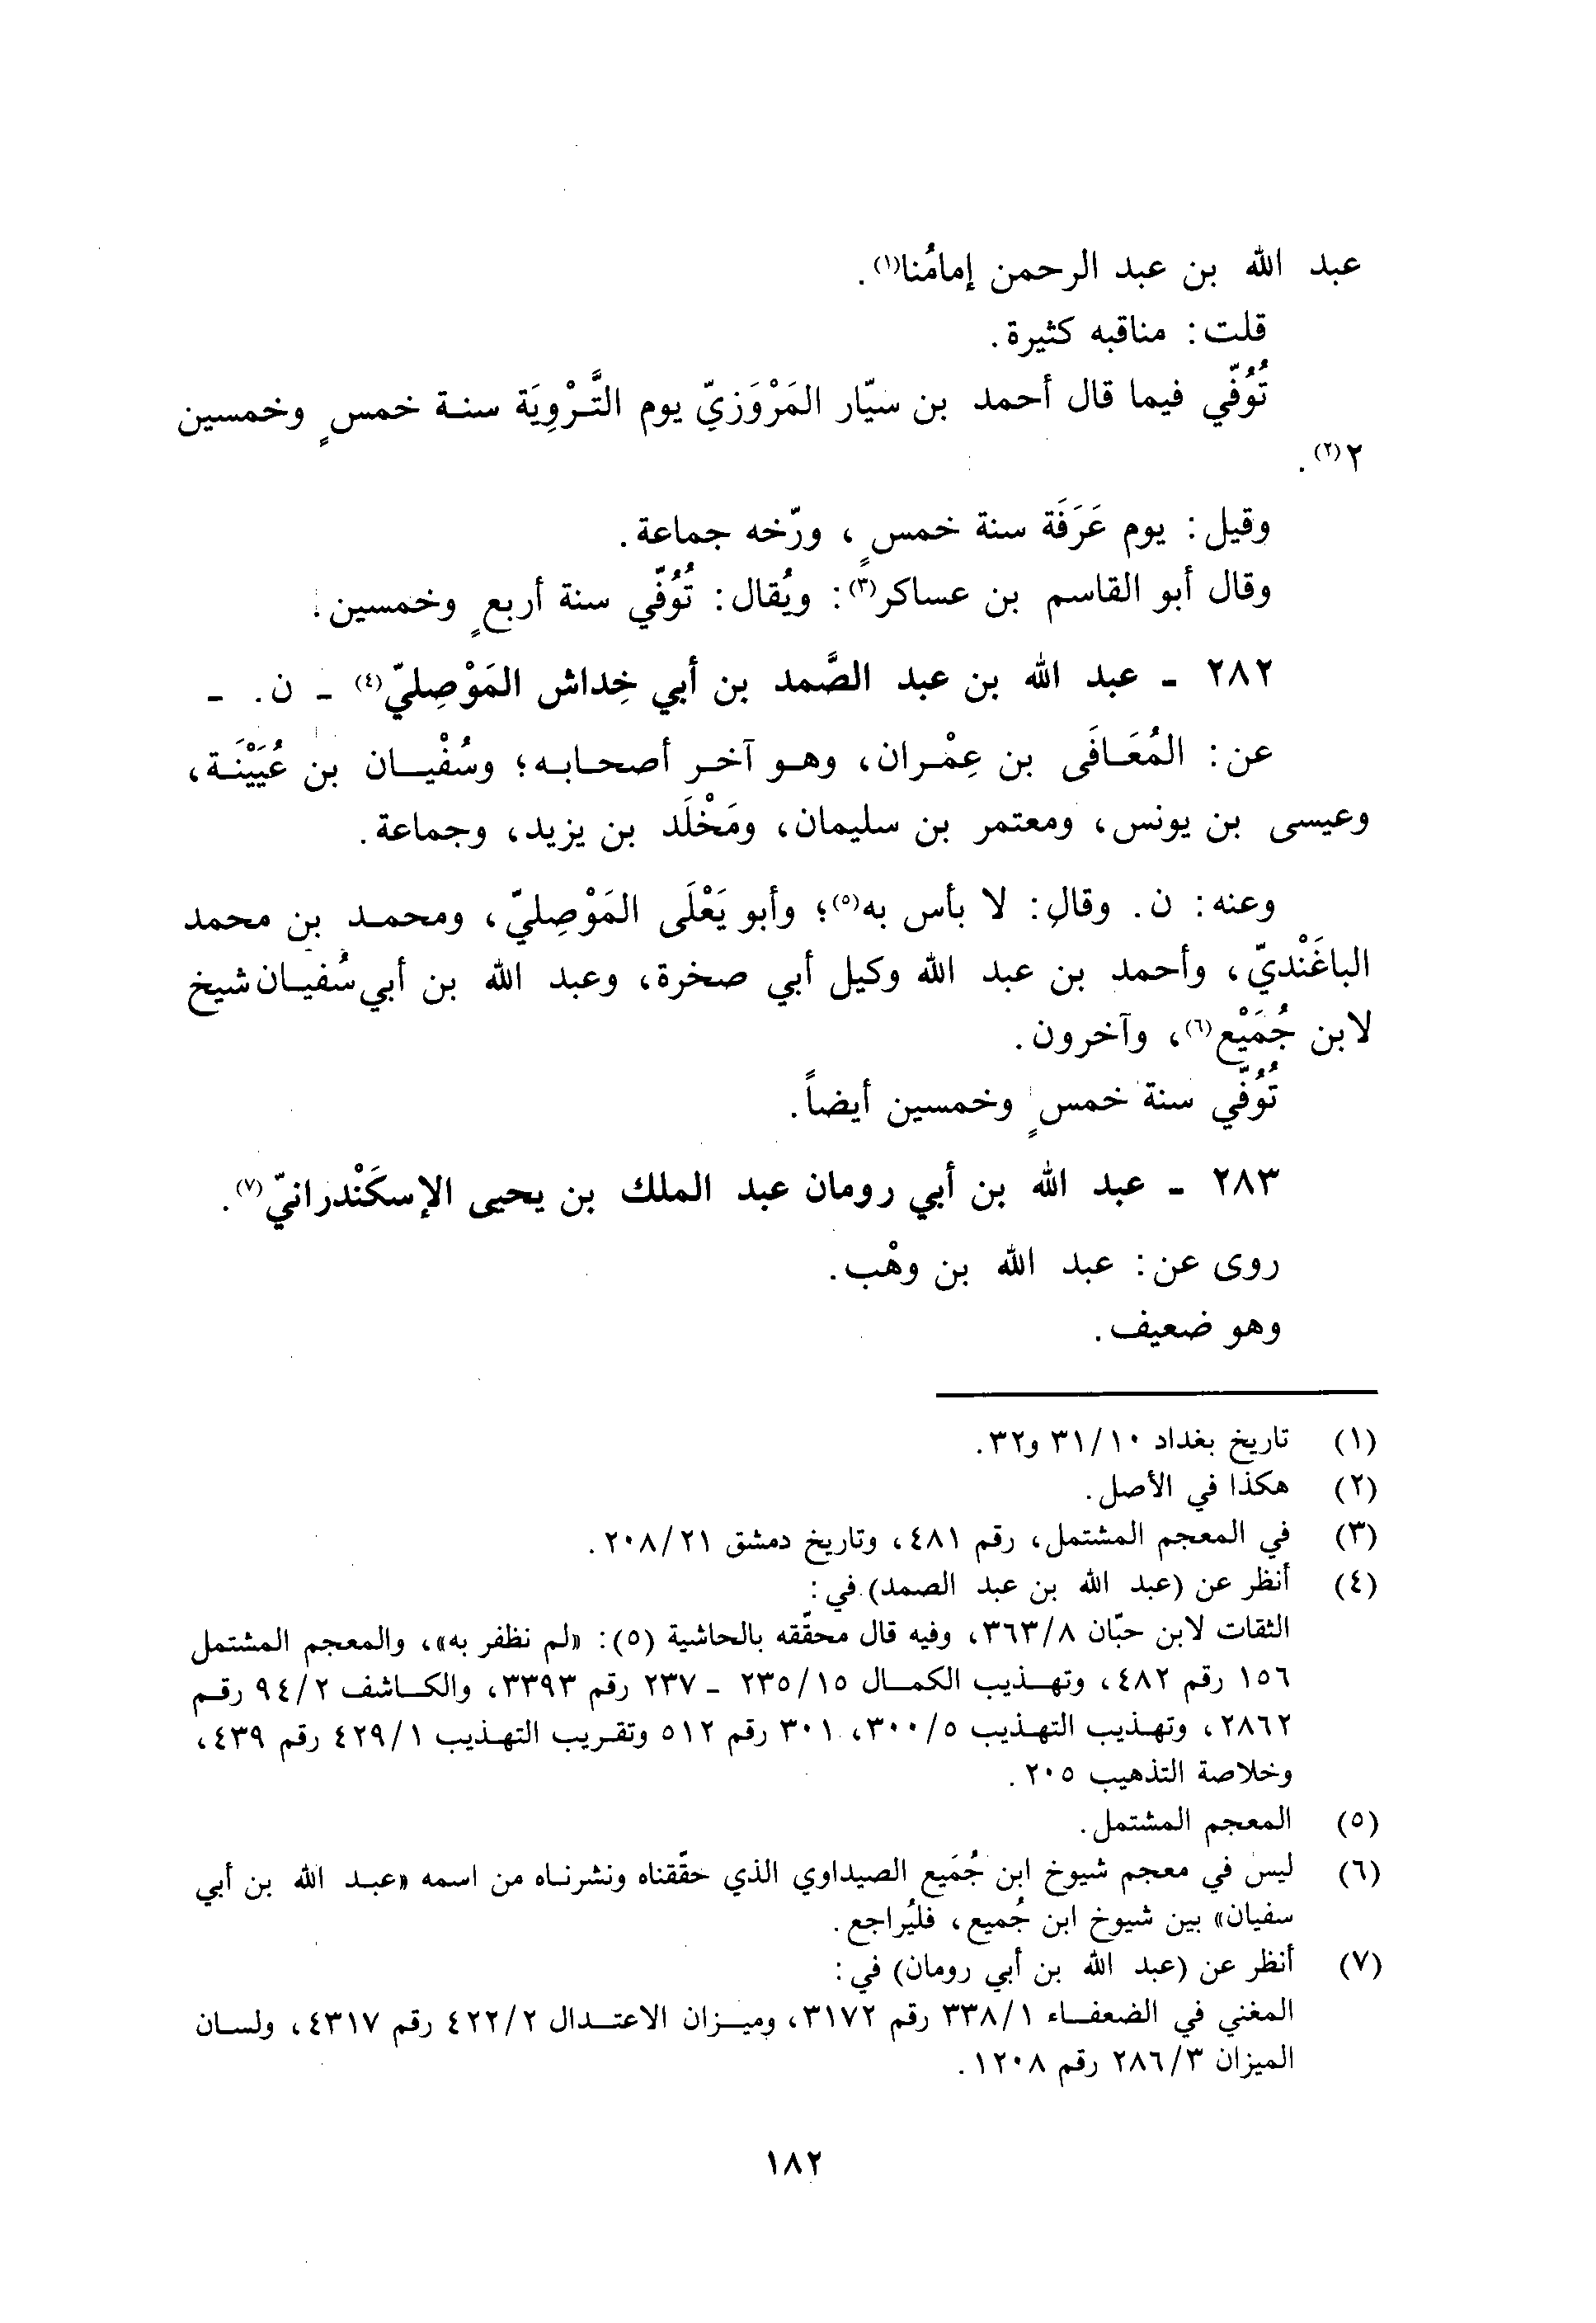 عبد الله بن عبد الرحمن إمامُنا(١).
قلت: مناقبه كثيرة.
تُوُفّي فيما قال أحمد بن سيّار المَرْوَزيّ يوم التَّرْوِيَة سنة خمسٍ وخمسين
٢(٢).
وقيل: يوم عَرَفَة سنة خمسٍ، ورّخه جماعة.
وقال أبو القاسم بن عساكر(٣): ويُقال: تُوُفّي سنة أربعٍ وخمسين.
٢٨٢ - عبد الله بن عبد الصَّمد بن أبي خِداش المَوْصِليّ(٤) - ن. -
عن: المُعَافَى بن عِمْران، وهو آخر أصحابه؛ وسُفْيان بن عُيَيْنَة،
وعيسى بن يونس، ومعتمر بن سليمان، ومَخْلَد بن يزيد، وجماعة.
وعنه: ن. وقال: لا بأس به(٥)؛ وأبو يَعْلَى المَوْصِليّ، ومحمد بن محمد
الباغَنْديّ، وأحمد بن عبد الله وكيل أبي صخرة، وعبد الله بن أبي سُفيان شيخ
لابن جُمَيْع(٦)، وآخرون.
تُوُفّي سنة خمسٍ وخمسين أيضاً.
٢٨٣ - عبد الله بن أبي رومان عبد الملك بن يحيى الإسكَنْدرانيّ(٧).
روى عن: عبد الله بن وهْب.
وهو ضعيف.
(١) تاريخ بغداد ٣١/١٠ و٣٢.
(٢) هكذا في الأصل.
(٣) في المعجم المشتمل، رقم ٤٨١، وتاريخ دمشق ٢٠٨/٢١.
(٤) أنظر عن (عبد الله بن عبد الصمد) في:
الثقات لابن حبّان ٣٦٣/٨، وفيه قال محقّقه بالحاشية (٥): «لم نظفر به»، والمعجم المشتمل
١٥٦ رقم ٤٨٢، وتهذيب الكمال ٢٣٥/١٥ - ٢٣٧ رقم ٣٣٩٣، والكاشف ٩٤/٢ رقم
٢٨٦٢، وتهذيب التهذيب ٣٠٠/٥، ٣٠١ رقم ٥١٢ وتقريب التهذيب ٤٢٩/١ رقم ٤٣٩،
وخلاصة التذهيب ٢٠٥.
(٥) المعجم المشتمل.
(٦) ليس في معجم شيوخ ابن جُمَيع الصيداوي الذي حقّقناه ونشرناه من اسمه «عبد الله بن أبي
سفيان» بين شيوخ ابن جُميع، فليُراجع.
(٧) أنظر عن (عبد الله بن أبي رومان) في:
المغني في الضعفاء ٣٣٨/١ رقم ٣١٧٢، وميزان الاعتدال ٤٢٢/٢ رقم ٤٣١٧، ولسان
الميزان ٢٨٦/٣ رقم ١٢٠٨.
١٨٢